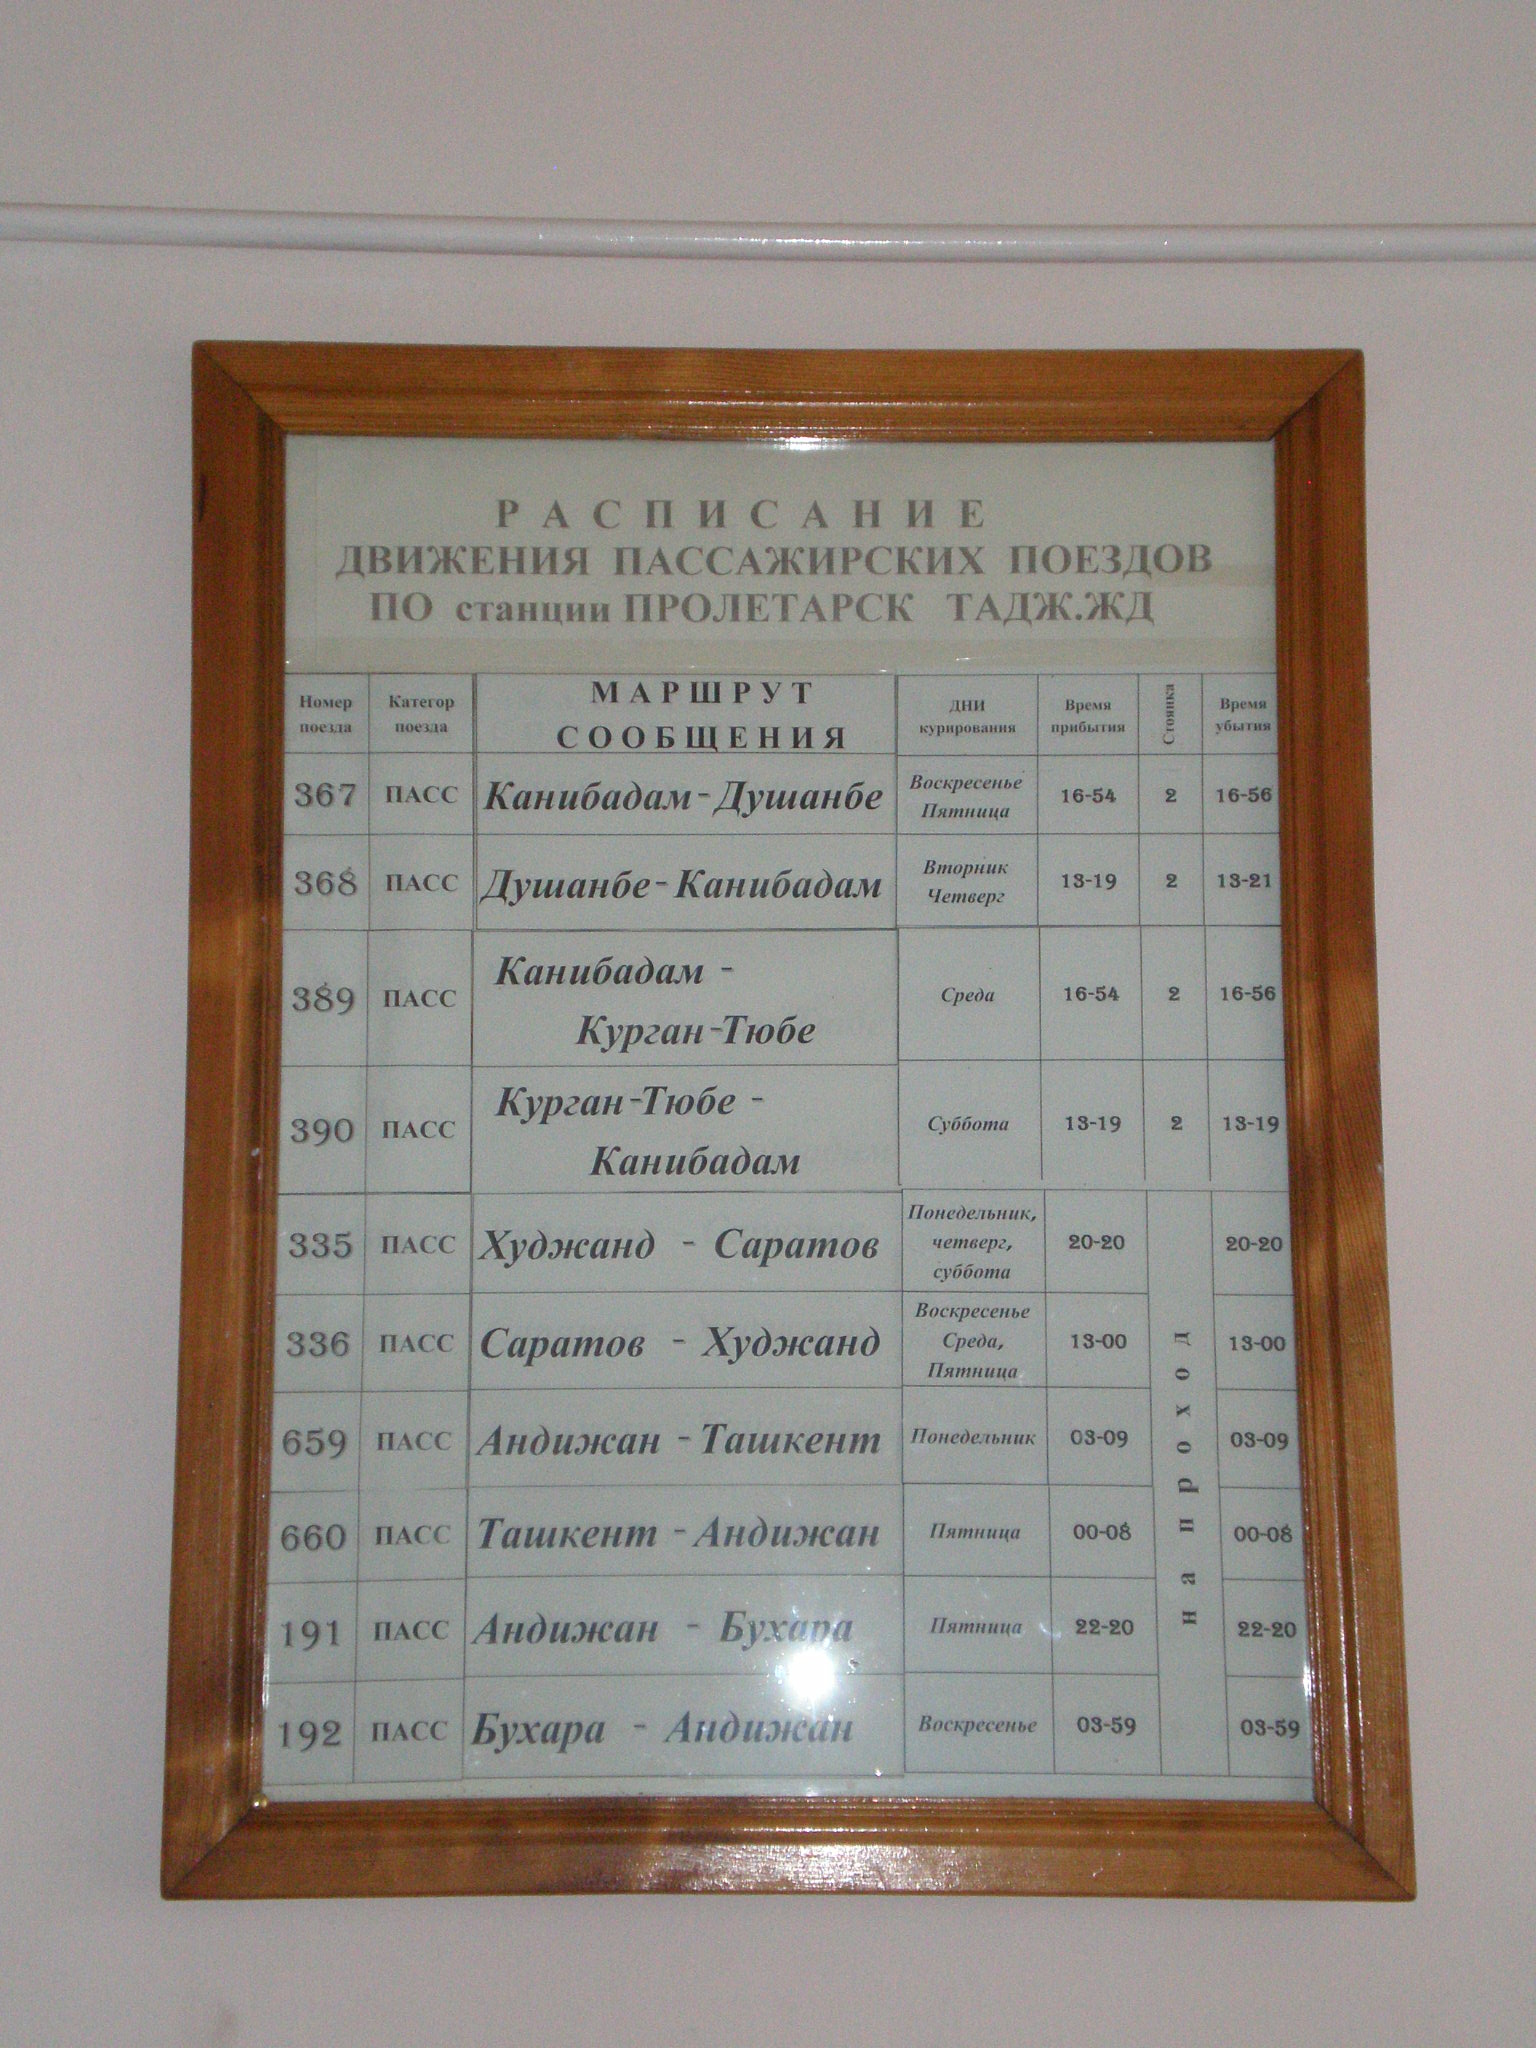 РАСПИСАНИЕ
ДВИЖЕНИЯ ПАССАЖИРСКИХ ПОЕЗДОВ
ПО станции ПРОЛЕТАРСК ТАДЖ.ЖД
Номер поезда Категор поезда МАРШРУТ СООБЩЕНИЯ ДНИ курирования Время прибытия Стоянка Время убытия
367 ПАСС Канибадам - Душанбе Воскресенье Пятница 16-54 2 16-56
368 ПАСС Душанбе - Канибадам Вторник Четверг 13-19 2 13-21
389 ПАСС Канибадам - Курган-Тюбе Среда 16-54 2 16-56
390 ПАСС Курган-Тюбе - Канибадам Суббота 13-19 2 13-19
335 ПАСС Худжанд - Саратов Понедельник, четверг, суббота 20-20 на проход 20-20
336 ПАСС Саратов - Худжанд Воскресенье Среда, Пятница 13-00 13-00
659 ПАСС Андижан - Ташкент Понедельник 03-09 03-09
660 ПАСС Ташкент - Андижан Пятница 00-08 00-08
191 ПАСС Андижан - Бухара Пятница 22-20 22-20
192 ПАСС Бухара - Андижан Воскресенье 03-59 03-59